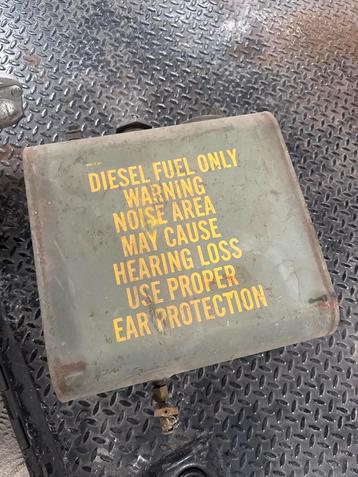 DIESEL FUEL ONLY
WARNING
NOISE AREA
MAY CAUSE
HEARING LOSS
USE PROPER
EAR PROTECTION